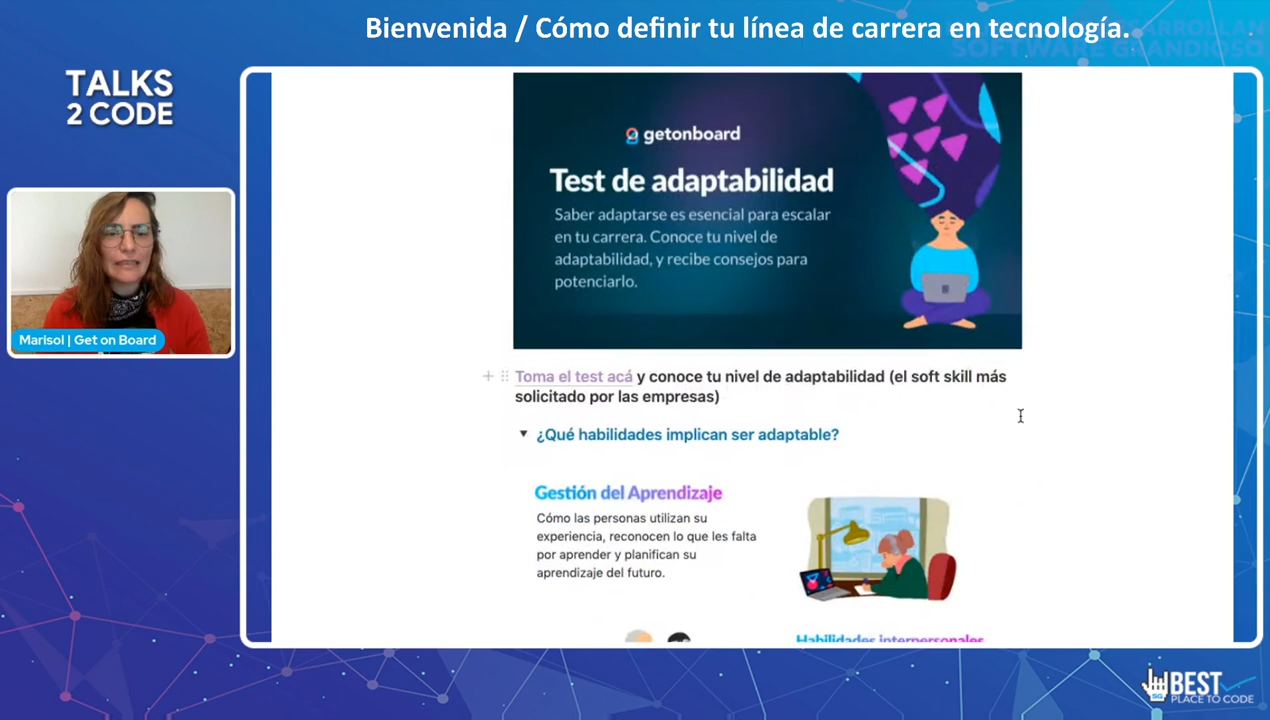 Bienvenida / Cómo definir tu línea de carrera en tecnología.
TALKS
2 CODE
getonboard
Test de adaptabilidad
Saber adaptarse es esencial para escalar
en tu carrera. Conoce tu nivel de
adaptabilidad, y recibe consejos para
potenciarlo.
Marisol | Get on Board
Toma el test acá y conoce tu nivel de adaptabilidad (el soft skill más
solicitado por las empresas)
¿Qué habilidades implican ser adaptable?
Gestión del Aprendizaje
Cómo las personas utilizan su
experiencia, reconocen lo que les falta
por aprender y planifican su
aprendizaje del futuro.
Habilidades interpersonales
SG
BEST
PLACE TO CODE